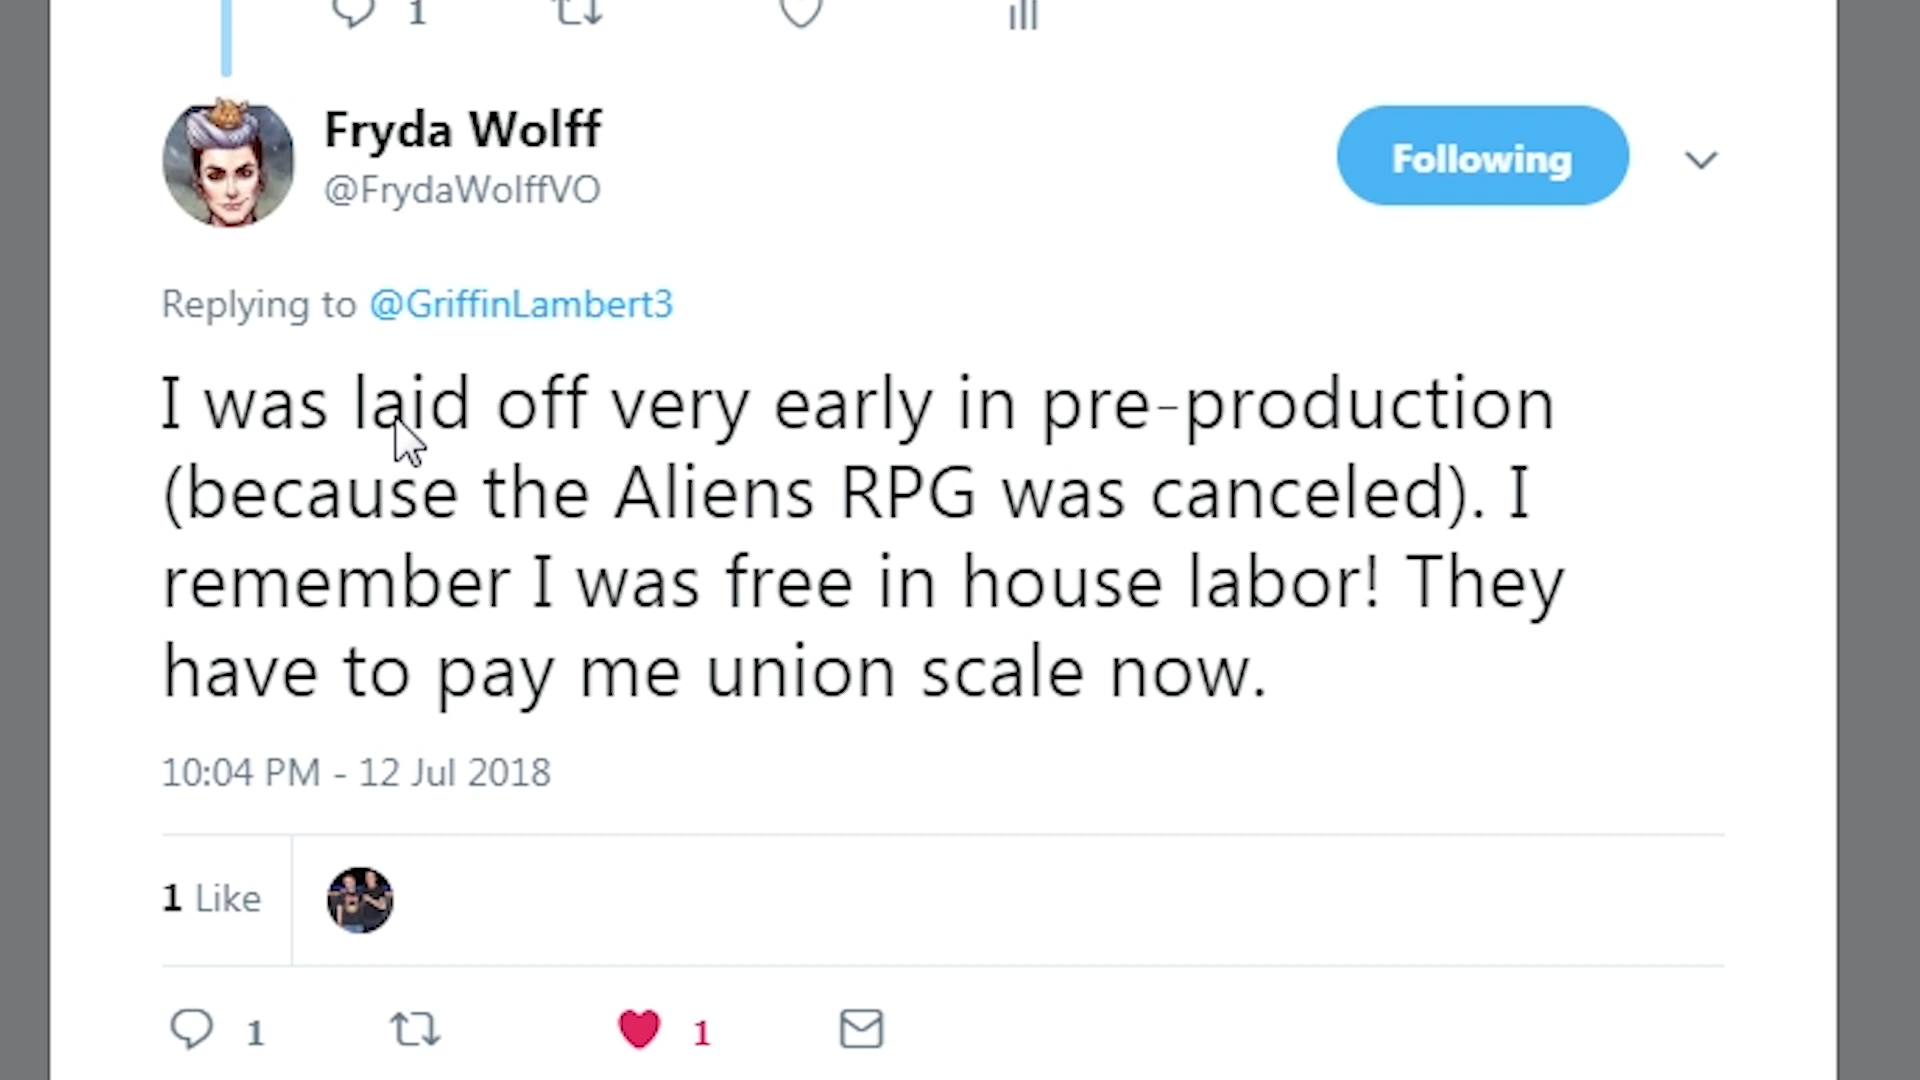 1
Fryda Wolff
@FrydaWolffVO
Following
Replying to @GriffinLambert3
I was laid off very early in pre-production
(because the Aliens RPG was canceled). I
remember I was free in house labor! They
have to pay me union scale now.
10:04 PM - 12 Jul 2018
1 Like
1 1